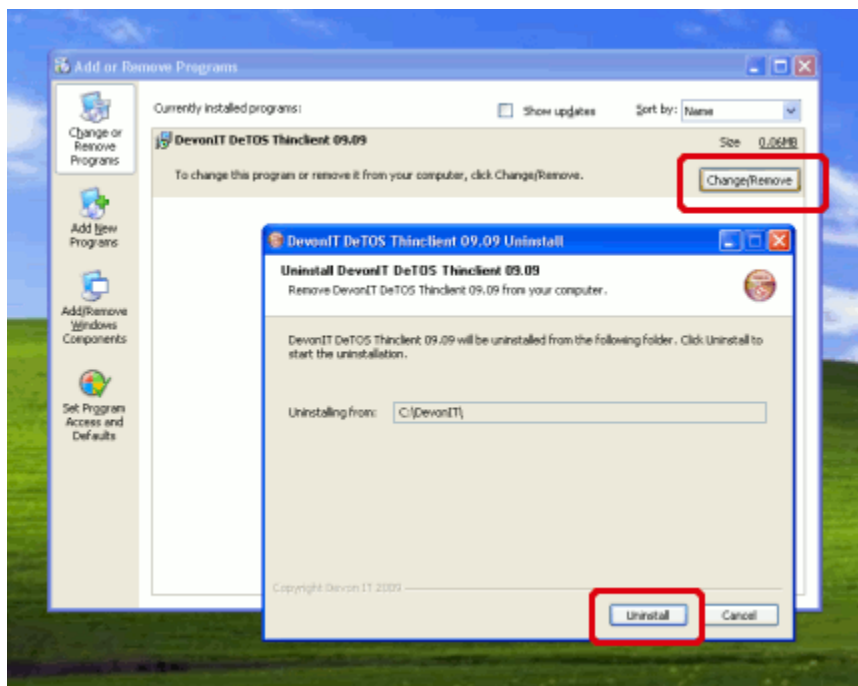 Add or Remove Programs
Change or
Remove
Programs
Currently installed programs:
Show updates
Sort by:
Name
DevonIT DeTOS Thinclient 09.09
Size
0.06MB
To change this program or remove it from your computer, click Change/Remove.
Change/Remove
Add New
Programs
Add/Remove
Windows
Components
Set Program
Access and
Defaults
DevonIT DeTOS Thinclient 09.09 Uninstall
Uninstall DevonIT DeTOS Thinclient 09.09
Remove DevonIT DeTOS Thinclient 09.09 from your computer.
DevonIT DeTOS Thinclient 09.09 will be uninstalled from the following folder. Click Uninstall to
start the uninstallation.
Uninstalling from:
C:\DevonIT\
Copyright Devon IT 2009
Uninstall
Cancel